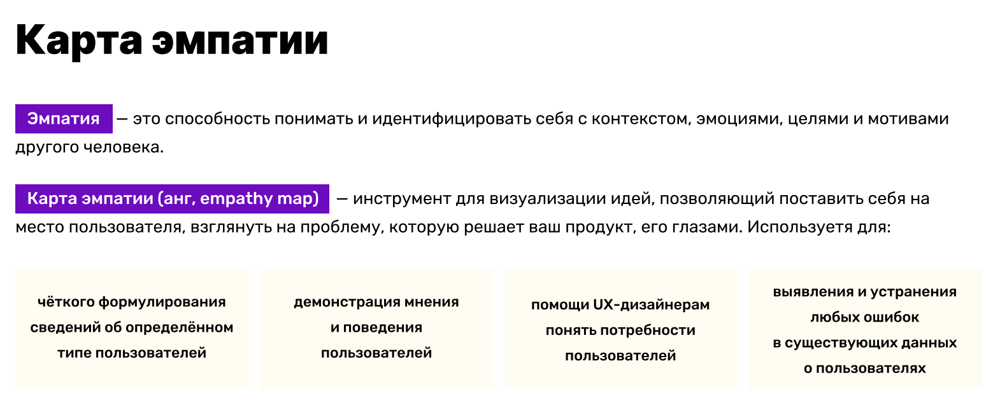 Карта эмпатии
Эмпатия — это способность понимать и идентифицировать себя с контекстом, эмоциями, целями и мотивами
другого человека.
Карта эмпатии (анг, empathy map) — инструмент для визуализации идей, позволяющий поставить себя на
место пользователя, взглянуть на проблему, которую решает ваш продукт, его глазами. Используетя для:
чёткого формулирования
сведений об определённом
типе пользователей
демонстрация мнения
и поведения
пользователей
помощи UX-дизайнерам
понять потребности
пользователей
выявления и устранения
любых ошибок
в существующих данных
о пользователях